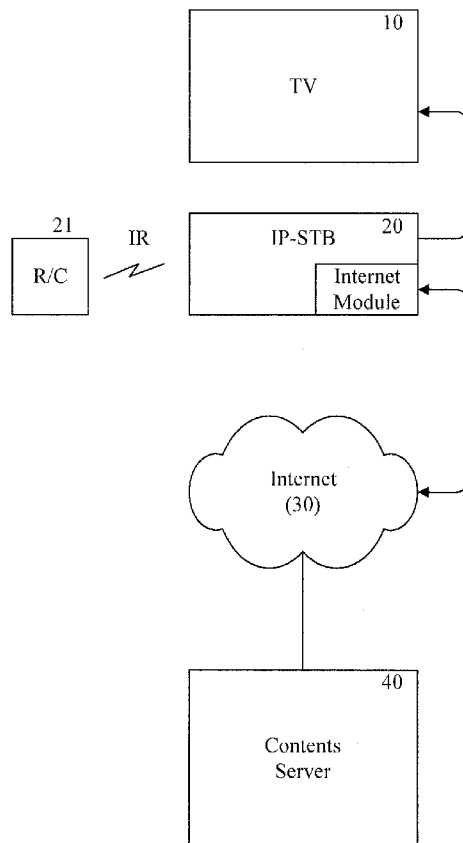 10
TV
21
IR
IP-STB
20
R/C
Internet
Module
Internet
(30)
40
Contents
Server